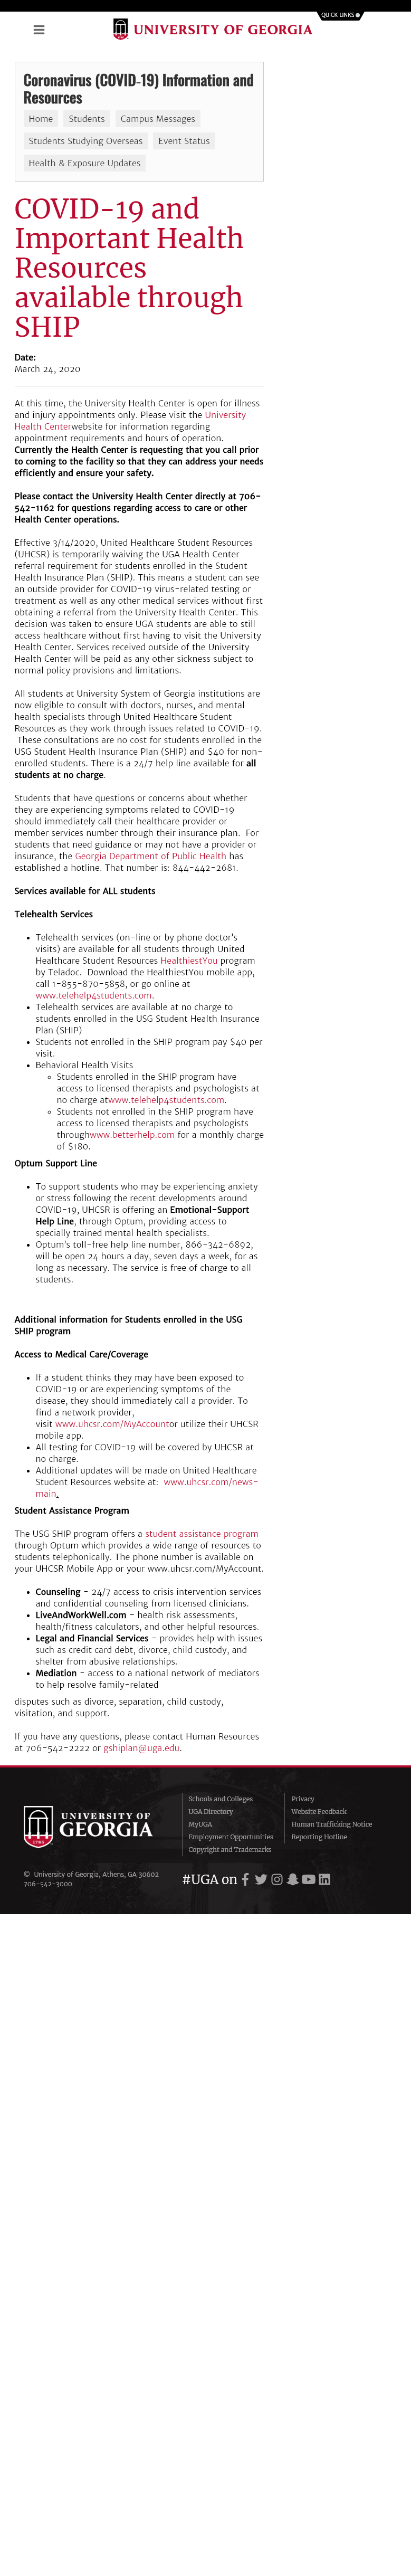 QUICK LINKS
UNIVERSITY OF GEORGIA
Coronavirus (COVID-19) Information and
Resources
Home Students Campus Messages
Students Studying Overseas Event Status
Health & Exposure Updates
COVID-19 and
Important Health
Resources
available through
SHIP
Date:
March 24, 2020
At this time, the University Health Center is open for illness
and injury appointments only. Please visit the University
Health Centerwebsite for information regarding
appointment requirements and hours of operation.
Currently the Health Center is requesting that you call prior
to coming to the facility so that they can address your needs
efficiently and ensure your safety.
Please contact the University Health Center directly at 706-
542-1162 for questions regarding access to care or other
Health Center operations.
Effective 3/14/2020, United Healthcare Student Resources
(UHCSR) is temporarily waiving the UGA Health Center
referral requirement for students enrolled in the Student
Health Insurance Plan (SHIP). This means a student can see
an outside provider for COVID-19 virus-related testing or
treatment as well as any other medical services without first
obtaining a referral from the University Health Center. This
decision was taken to ensure UGA students are able to still
access healthcare without first having to visit the University
Health Center. Services received outside of the University
Health Center will be paid as any other sickness subject to
normal policy provisions and limitations.
All students at University System of Georgia institutions are
now eligible to consult with doctors, nurses, and mental
health specialists through United Healthcare Student
Resources as they work through issues related to COVID-19.
These consultations are no cost for students enrolled in the
USG Student Health Insurance Plan (SHIP) and $40 for non-
enrolled students. There is a 24/7 help line available for all
students at no charge.
Students that have questions or concerns about whether
they are experiencing symptoms related to COVID-19
should immediately call their healthcare provider or
member services number through their insurance plan. For
students that need guidance or may not have a provider or
insurance, the Georgia Department of Public Health has
established a hotline. That number is: 844-442-2681.
Services available for ALL students
Telehealth Services
• Telehealth services (on-line or by phone doctor's
visits) are available for all students through United
Healthcare Student Resources HealthiestYou program
by Teladoc. Download the HealthiestYou mobile app,
call 1-855-870-5858, or go online at
www.telehelp4students.com.
• Telehealth services are available at no charge to
students enrolled in the USG Student Health Insurance
Plan (SHIP)
• Students not enrolled in the SHIP program pay $40 per
visit.
• Behavioral Health Visits
○ Students enrolled in the SHIP program have
access to licensed therapists and psychologists at
no charge atwww.telehelp4students.com.
○ Students not enrolled in the SHIP program have
access to licensed therapists and psychologists
throughwww.betterhelp.com for a monthly charge
of $180.
Optum Support Line
• To support students who may be experiencing anxiety
or stress following the recent developments around
COVID-19, UHCSR is offering an Emotional-Support
Help Line, through Optum, providing access to
specially trained mental health specialists.
• Optum's toll-free help line number, 866-342-6892,
will be open 24 hours a day, seven days a week, for as
long as necessary. The service is free of charge to all
students.
Additional information for Students enrolled in the USG
SHIP program
Access to Medical Care/Coverage
• If a student thinks they may have been exposed to
COVID-19 or are experiencing symptoms of the
disease, they should immediately call a provider. To
find a network provider,
visit www.uhcsr.com/MyAccountor utilize their UHCSR
mobile app.
• All testing for COVID-19 will be covered by UHCSR at
no charge.
• Additional updates will be made on United Healthcare
Student Resources website at: www.uhcsr.com/news-
main.
Student Assistance Program
The USG SHIP program offers a student assistance program
through Optum which provides a wide range of resources to
students telephonically. The phone number is available on
your UHCSR Mobile App or your www.uhcsr.com/MyAccount.
• Counseling - 24/7 access to crisis intervention services
and confidential counseling from licensed clinicians.
• LiveAndWorkWell.com - health risk assessments,
health/fitness calculators, and other helpful resources.
• Legal and Financial Services - provides help with issues
such as credit card debt, divorce, child custody, and
shelter from abusive relationships.
• Mediation - access to a national network of mediators
to help resolve family-related
disputes such as divorce, separation, child custody,
visitation, and support.
If you have any questions, please contact Human Resources
at 706-542-2222 or gshiplan@uga.edu.
UNIVERSITY OF
GEORGIA
1785
Schools and Colleges
UGA Directory
MyUGA
Employment Opportunities
Copyright and Trademarks
Privacy
Website Feedback
Human Trafficking Notice
Reporting Hotline
© University of Georgia, Athens, GA 30602
706-542-3000
#UGA on